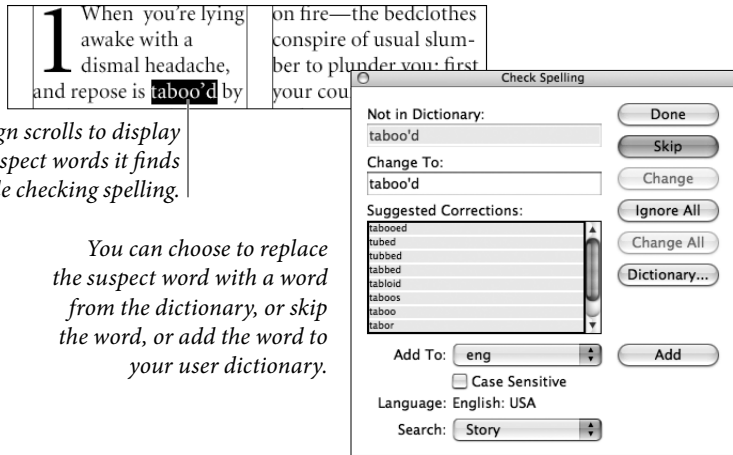 1 When you're lying
awake with a
dismal headache,
and repose is taboo'd by
on fire—the bedclothes
conspire of usual slum-
ber to plunder you: first
your cou
scrolls to display
words it finds
checking spelling.
You can choose to replace
the suspect word with a word
from the dictionary, or skip
the word, or add the word to
your user dictionary.
Check Spelling
Not in Dictionary:
taboo'd
Change To:
taboo'd
Suggested Corrections:
tabooed
tubed
tubbed
tabbed
tabloid
taboos
taboo
tabor
Add To: eng
Case Sensitive
Language: English: USA
Search: Story
Done
Skip
Change
Ignore All
Change All
Dictionary...
Add